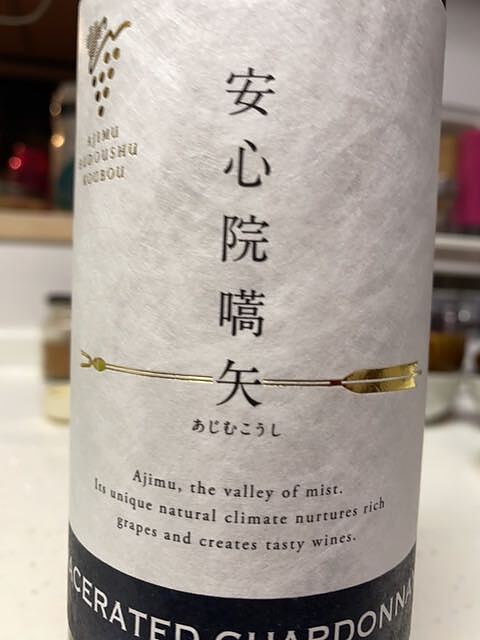 AJIMU
BUDOUSHU
KOUBOU
安心院嚆矢
あじむこうし
Ajimu, the valley of mist.
Its unique natural climate nurtures rich
grapes and creates tasty wines.
ACERATED CHARDONNA